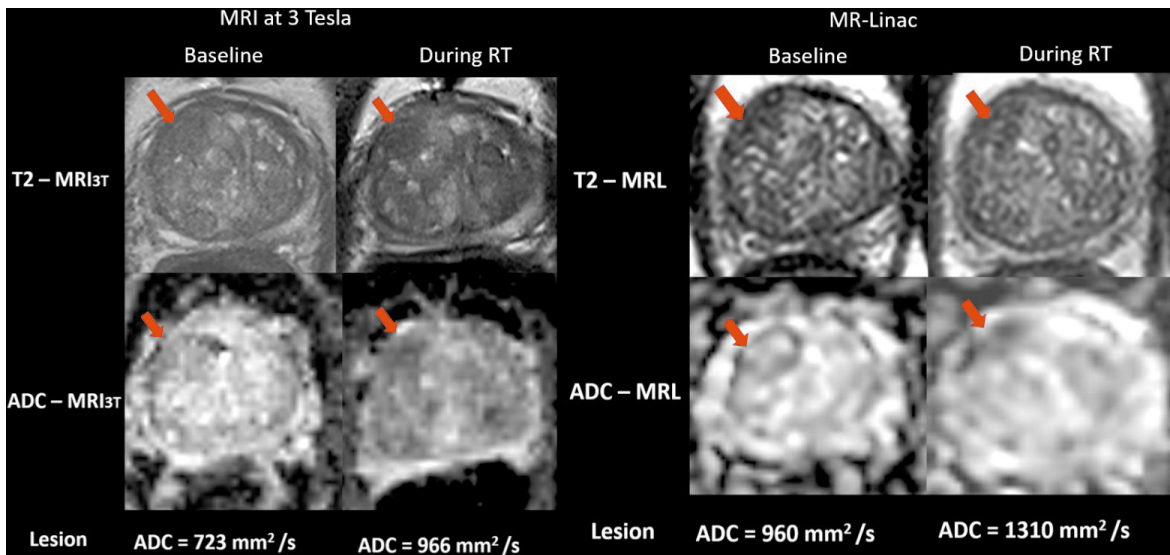 MRI at 3 Tesla
Baseline During RT
T2 – MRI3T
ADC – MRI3T
Lesion ADC = 723 mm²/s ADC = 966 mm²/s
MR-Linac
Baseline During RT
T2 – MRL
ADC – MRL
Lesion ADC = 960 mm²/s ADC = 1310 mm²/s